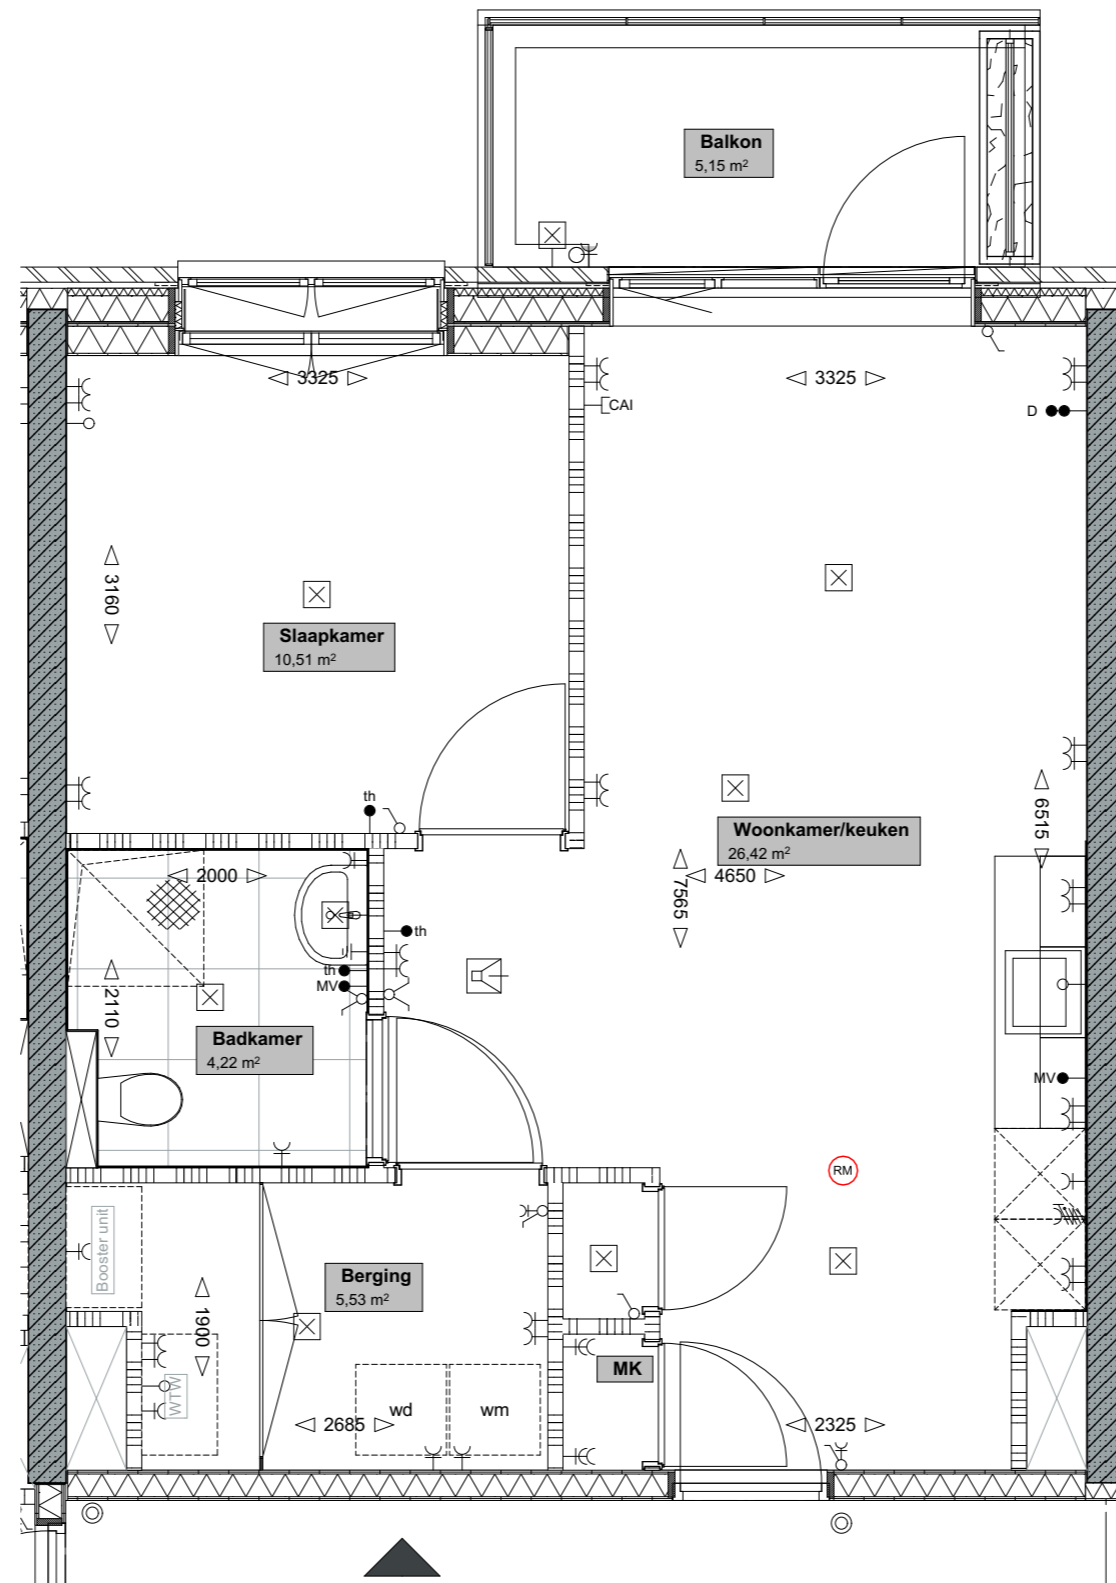 Balkon
5,15 m²
3325
3325
CAI
D
3160
Slaapkamer
10,51 m²
th
Woonkamer/keuken
26,42 m²
6515
2000
7565
4650
th
th
MV
2110
Badkamer
4,22 m²
MV
RM
Booster unit
Berging
5,53 m²
1900
MK
WTW
wd
wm
2685
2325